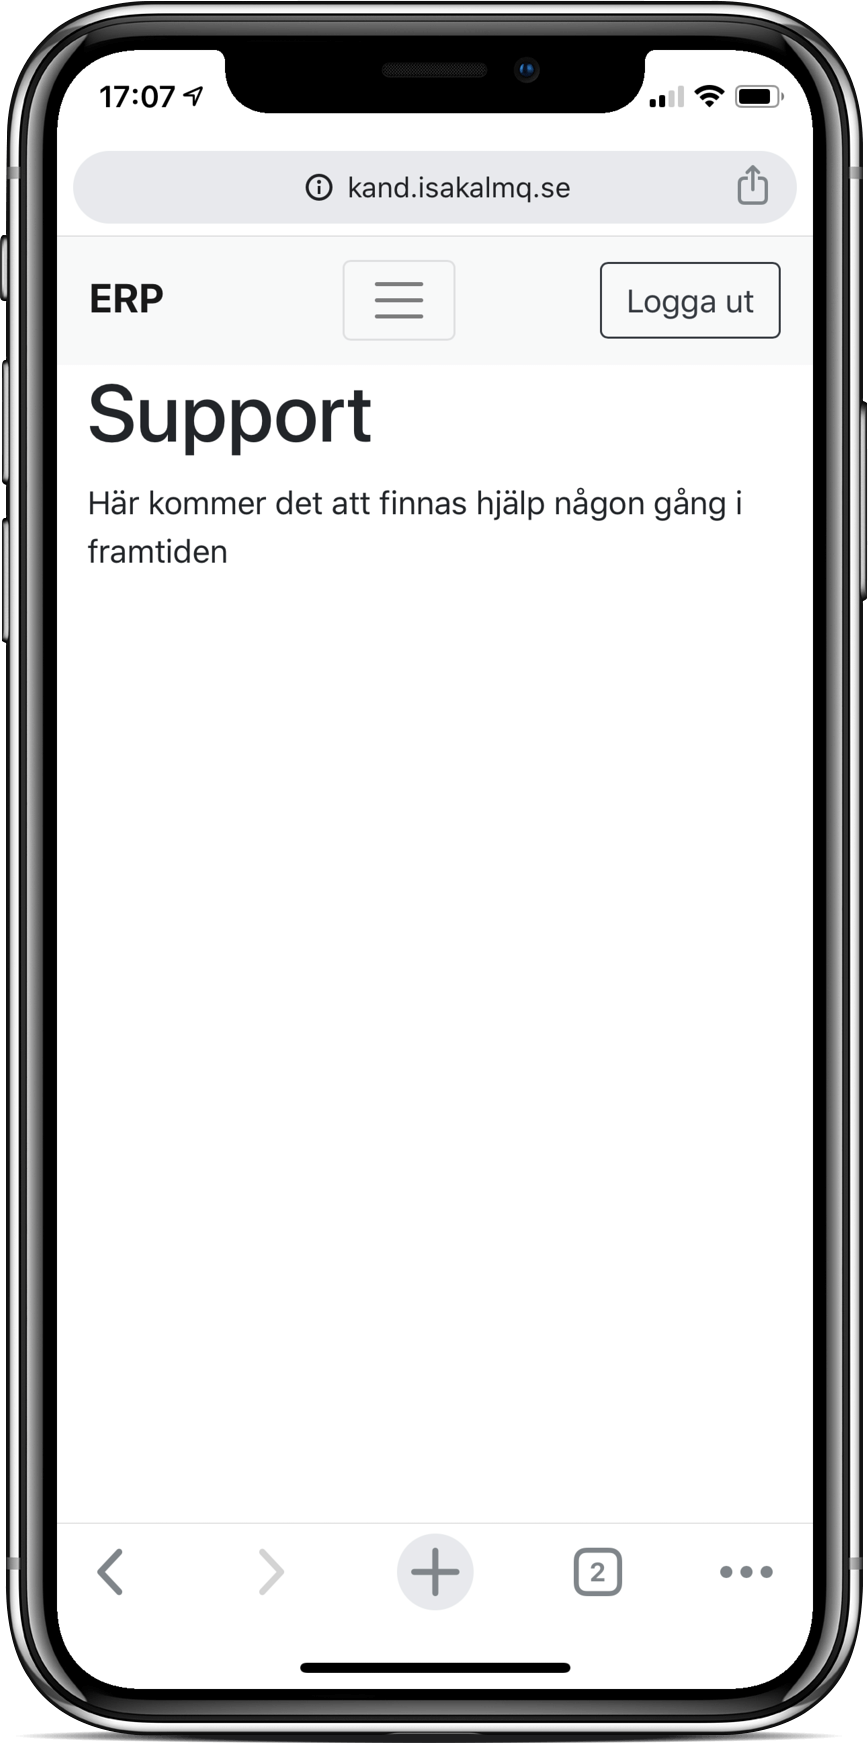 17:07
kand.isakalmq.se
ERP
Logga ut
Support
Här kommer det att finnas hjälp någon gång i
framtiden
2